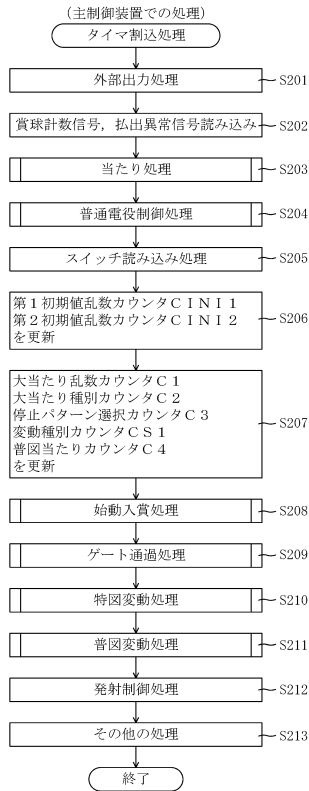 （主制御装置での処理）
タイマ割込処理
外部出力処理 S201
賞球計数信号，払出異常信号読み込み S202
当たり処理 S203
普通電役制御処理 S204
スイッチ読み込み処理 S205
第１初期値乱数カウンタＣＩＮＩ１
第２初期値乱数カウンタＣＩＮＩ２
を更新
S206
大当たり乱数カウンタＣ１
大当たり種別カウンタＣ２
停止パターン選択カウンタＣ３
変動種別カウンタＣＳ１
普図当たりカウンタＣ４
を更新
S207
始動入賞処理 S208
ゲート通過処理 S209
特図変動処理 S210
普図変動処理 S211
発射制御処理 S212
その他の処理 S213
終了